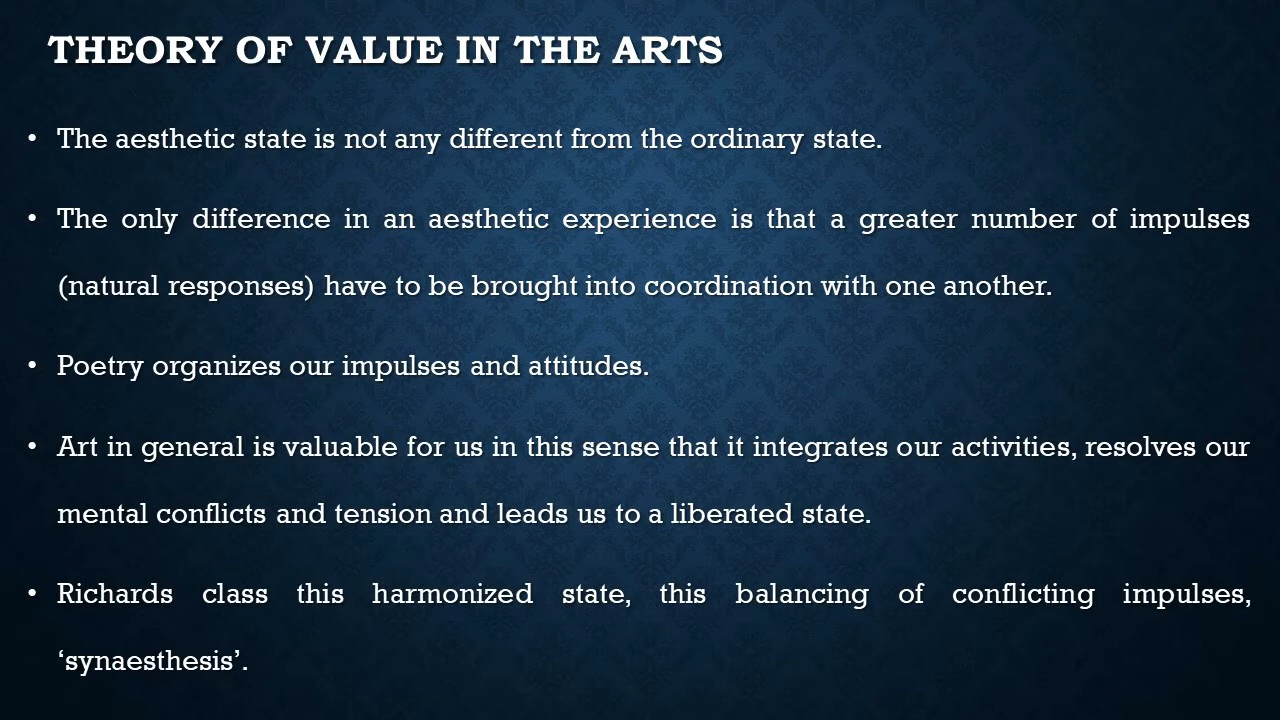 THEORY OF VALUE IN THE ARTS
• The aesthetic state is not any different from the ordinary state.
• The only difference in an aesthetic experience is that a greater number of impulses
(natural responses) have to be brought into coordination with one another.
• Poetry organizes our impulses and attitudes.
• Art in general is valuable for us in this sense that it integrates our activities, resolves our
mental conflicts and tension and leads us to a liberated state.
• Richards class this harmonized state, this balancing of conflicting impulses,
‘synaesthesis’.